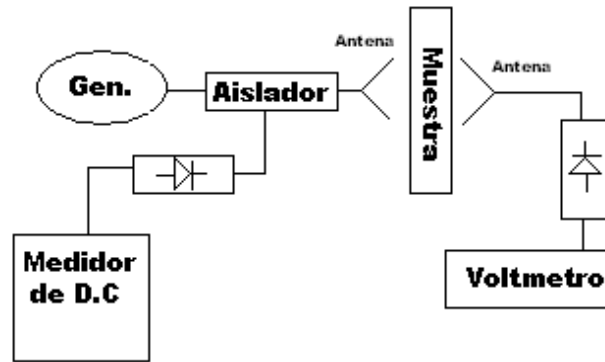 Antena
Gen.
Aislador
Muestra
Antena
Medidor
de D.C
Voltmetro